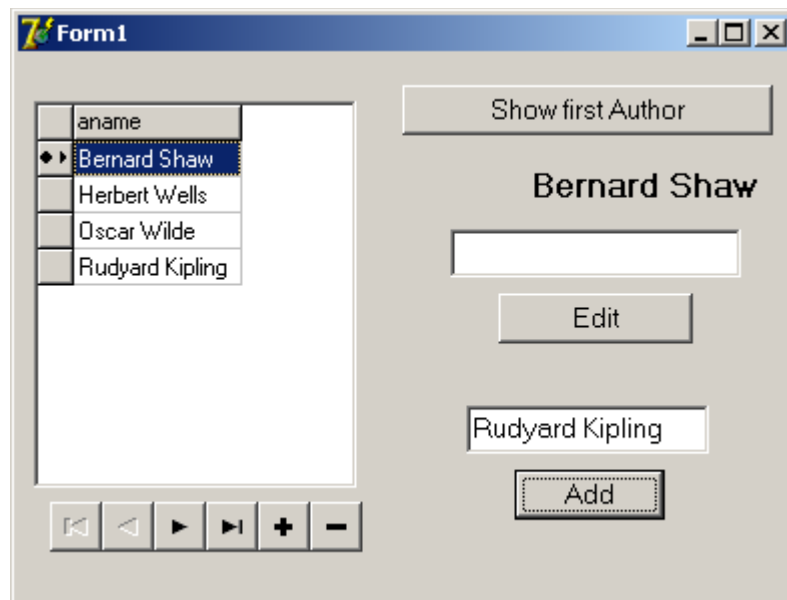 Form1
aname
Bernard Shaw
Herbert Wells
Oscar Wilde
Rudyard Kipling
Show first Author
Bernard Shaw
Edit
Rudyard Kipling
Add